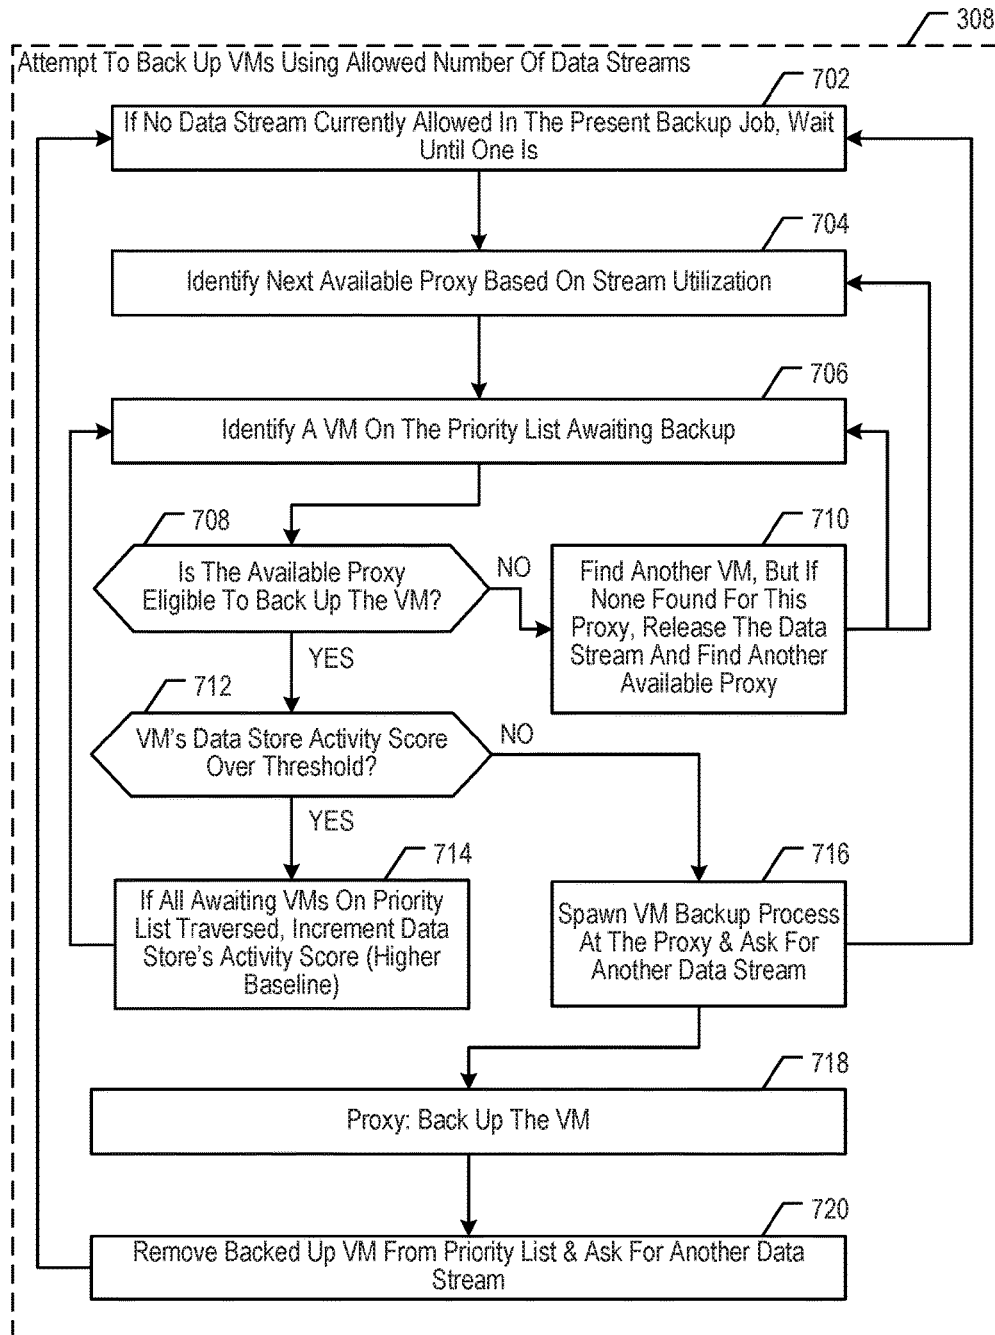 308
Attempt To Back Up VMs Using Allowed Number Of Data Streams
702
If No Data Stream Currently Allowed In The Present Backup Job, Wait
Until One Is
704
Identify Next Available Proxy Based On Stream Utilization
706
Identify A VM On The Priority List Awaiting Backup
708
Is The Available Proxy
Eligible To Back Up The VM?
NO
YES
710
Find Another VM, But If
None Found For This
Proxy, Release The Data
Stream And Find Another
Available Proxy
712
VM's Data Store Activity Score
Over Threshold?
NO
YES
714
If All Awaiting VMs On Priority
List Traversed, Increment Data
Store's Activity Score (Higher
Baseline)
716
Spawn VM Backup Process
At The Proxy & Ask For
Another Data Stream
718
Proxy: Back Up The VM
720
Remove Backed Up VM From Priority List & Ask For Another Data
Stream